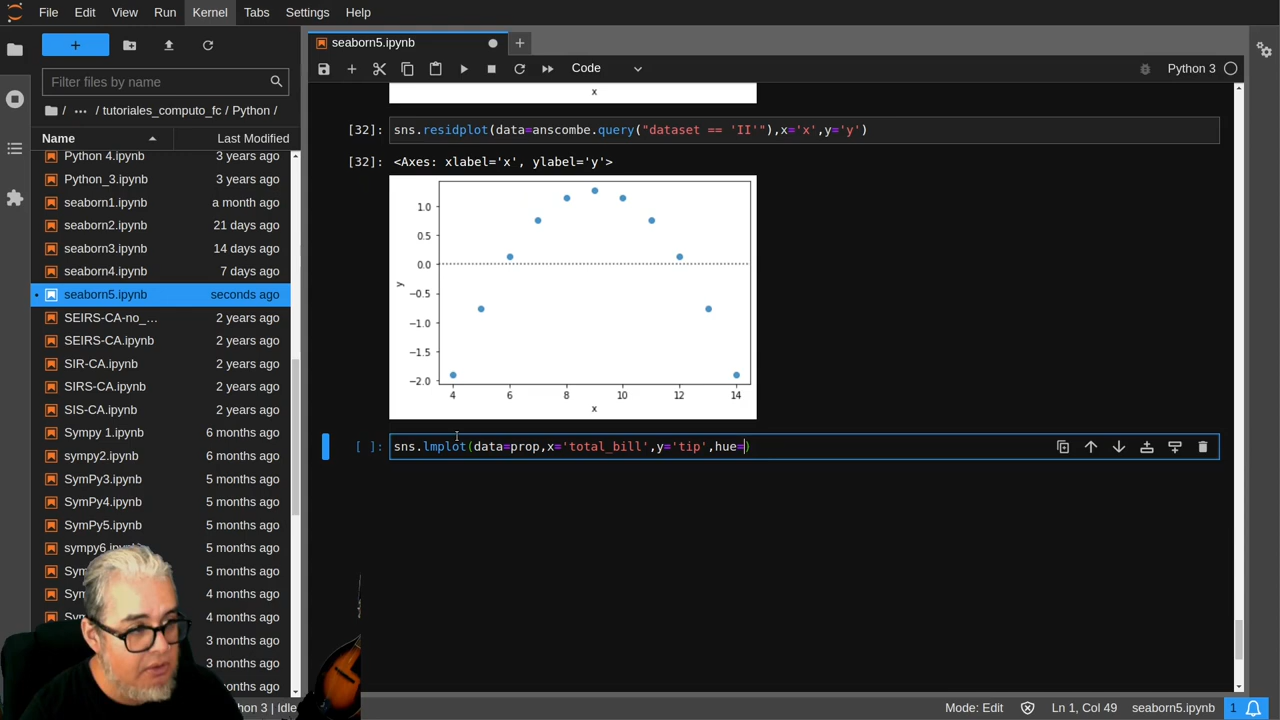 File Edit View Run Kernel Tabs Settings Help
seaborn5.ipynb
Code
Python 3
Filter files by name
/ ... / tutoriales_computo_fc / Python /
Name Last Modified
Python 4.ipynb 3 years ago
Python_3.ipynb 3 years ago
seaborn1.ipynb a month ago
seaborn2.ipynb 21 days ago
seaborn3.ipynb 14 days ago
seaborn4.ipynb 7 days ago
seaborn5.ipynb seconds ago
SEIRS-CA-no_... 2 years ago
SEIRS-CA.ipynb 2 years ago
SIR-CA.ipynb 2 years ago
SIRS-CA.ipynb 2 years ago
SIS-CA.ipynb 2 years ago
Sympy 1.ipynb 6 months ago
sympy2.ipynb 6 months ago
SymPy3.ipynb 5 months ago
SymPy4.ipynb 5 months ago
SymPy5.ipynb 5 months ago
sympy6.ipynb 5 months ago
5 months ago
4 months ago
4 months ago
3 months ago
3 months ago
months ago
x
[32]: sns.residplot(data=anscombe.query("dataset == 'II'"),x='x',y='y')
[32]: <Axes: xlabel='x', ylabel='y'>
1.0
0.5
0.0
−0.5
−1.0
−1.5
−2.0
y
4 6 8 10 12 14
x
[ ]: sns.lmplot(data=prop,x='total_bill',y='tip',hue=)
Mode: Edit Ln 1, Col 49 seaborn5.ipynb 1